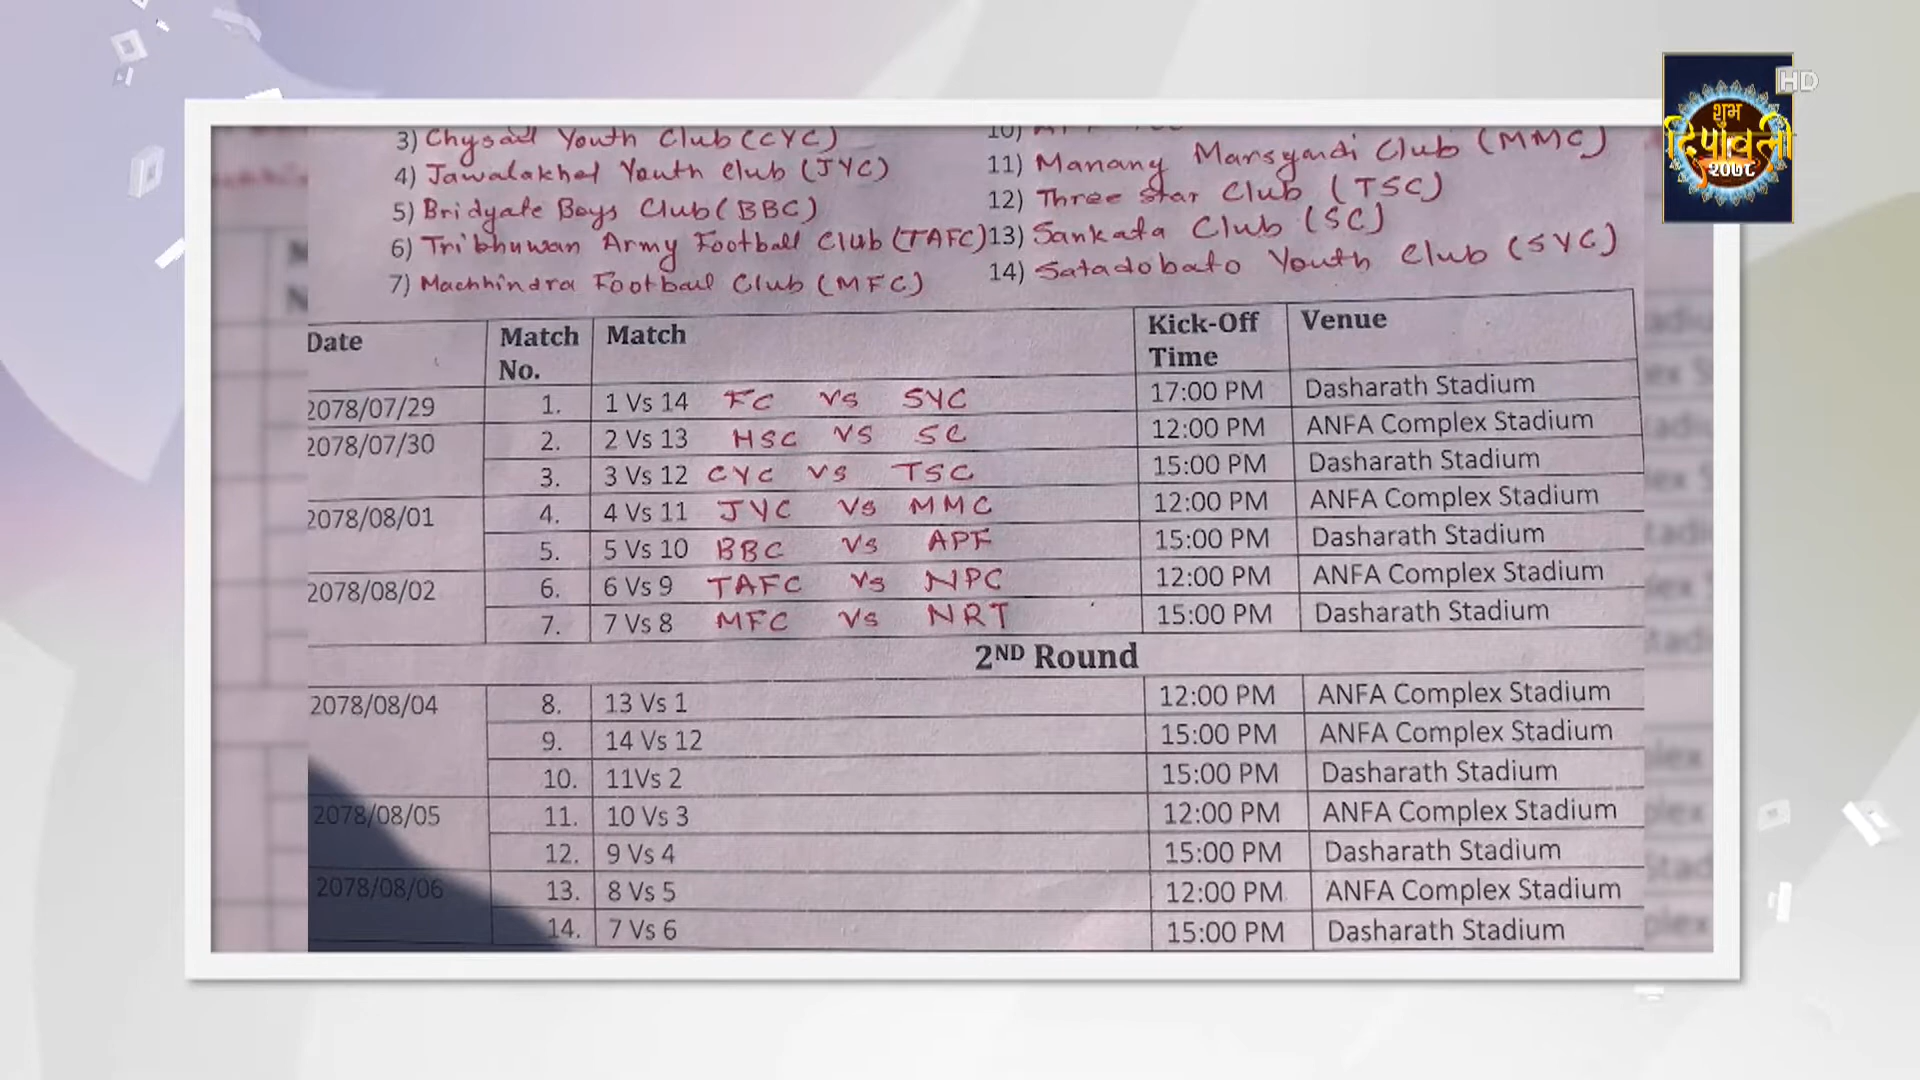 HD
शुभ
दिपावली
२०७८
3) Chysail Youth Club (CYC)
4) Jawalakhel Youth Club (JYC)
5) Bridgate Boys Club (BBC)
6) Tribhuwan Army Football Club (TAFC)
7) Machhindra Football Club (MFC)
10)
11) Manang Marsyandi Club (MMC)
12) Three Star Club (TSC)
13) Sankata Club (SC)
14) Satadobato Youth Club (SYC)
Date Match No. Match Kick-Off Time Venue
2078/07/29 1. 1 Vs 14 FC Vs SYC 17:00 PM Dasharath Stadium
2078/07/30 2. 2 Vs 13 HSC VS SC 12:00 PM ANFA Complex Stadium
3. 3 Vs 12 CYC Vs TSC 15:00 PM Dasharath Stadium
2078/08/01 4. 4 Vs 11 JYC Vs MMC 12:00 PM ANFA Complex Stadium
5. 5 Vs 10 BBC Vs APF 15:00 PM Dasharath Stadium
2078/08/02 6. 6 Vs 9 TAFC Vs NPC 12:00 PM ANFA Complex Stadium
7. 7 Vs 8 MFC Vs NRT 15:00 PM Dasharath Stadium
2ND Round
2078/08/04 8. 13 Vs 1 12:00 PM ANFA Complex Stadium
9. 14 Vs 12 15:00 PM ANFA Complex Stadium
10. 11Vs 2 15:00 PM Dasharath Stadium
2078/08/05 11. 10 Vs 3 12:00 PM ANFA Complex Stadium
12. 9 Vs 4 15:00 PM Dasharath Stadium
2078/08/06 13. 8 Vs 5 12:00 PM ANFA Complex Stadium
14. 7 Vs 6 15:00 PM Dasharath Stadium